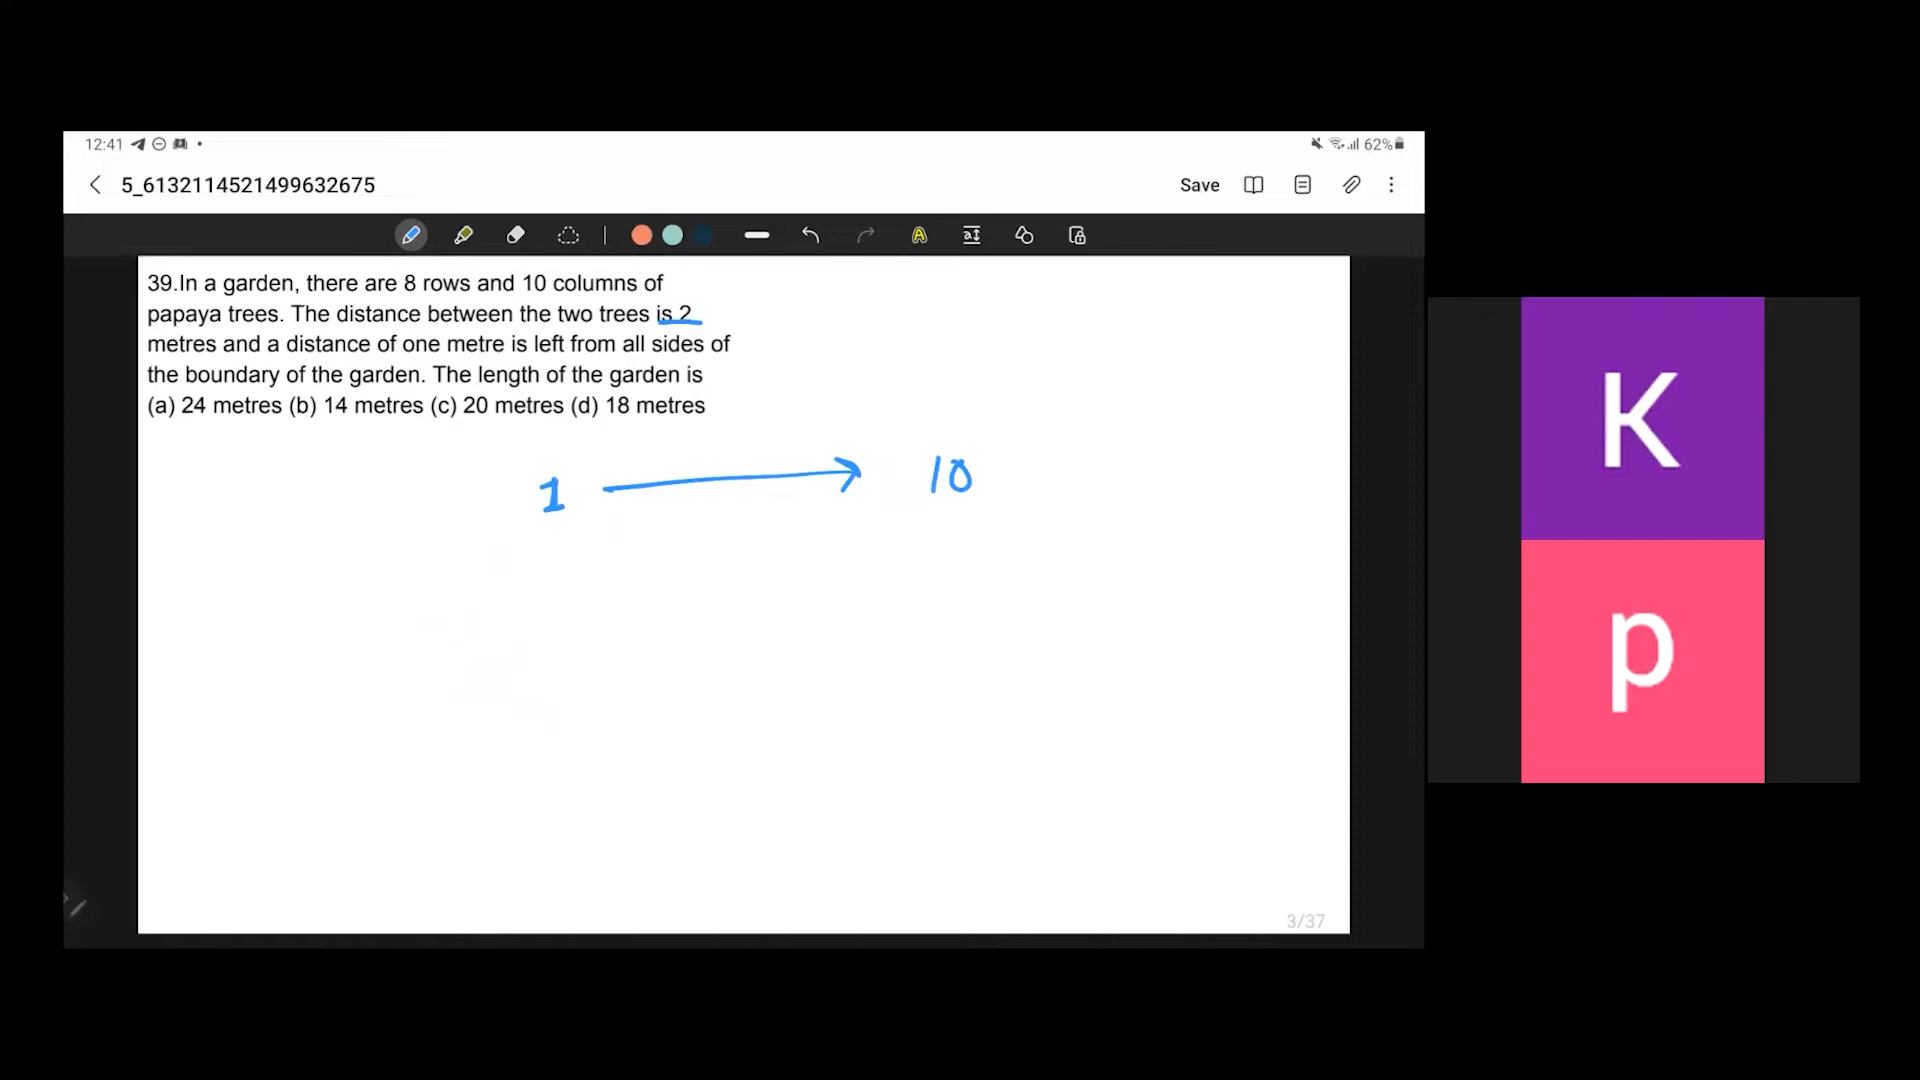 12:41
62%
5_6132114521499632675
Save
39.In a garden, there are 8 rows and 10 columns of
papaya trees. The distance between the two trees is 2
metres and a distance of one metre is left from all sides of
the boundary of the garden. The length of the garden is
(a) 24 metres (b) 14 metres (c) 20 metres (d) 18 metres
1 → 10
3/37
K
p